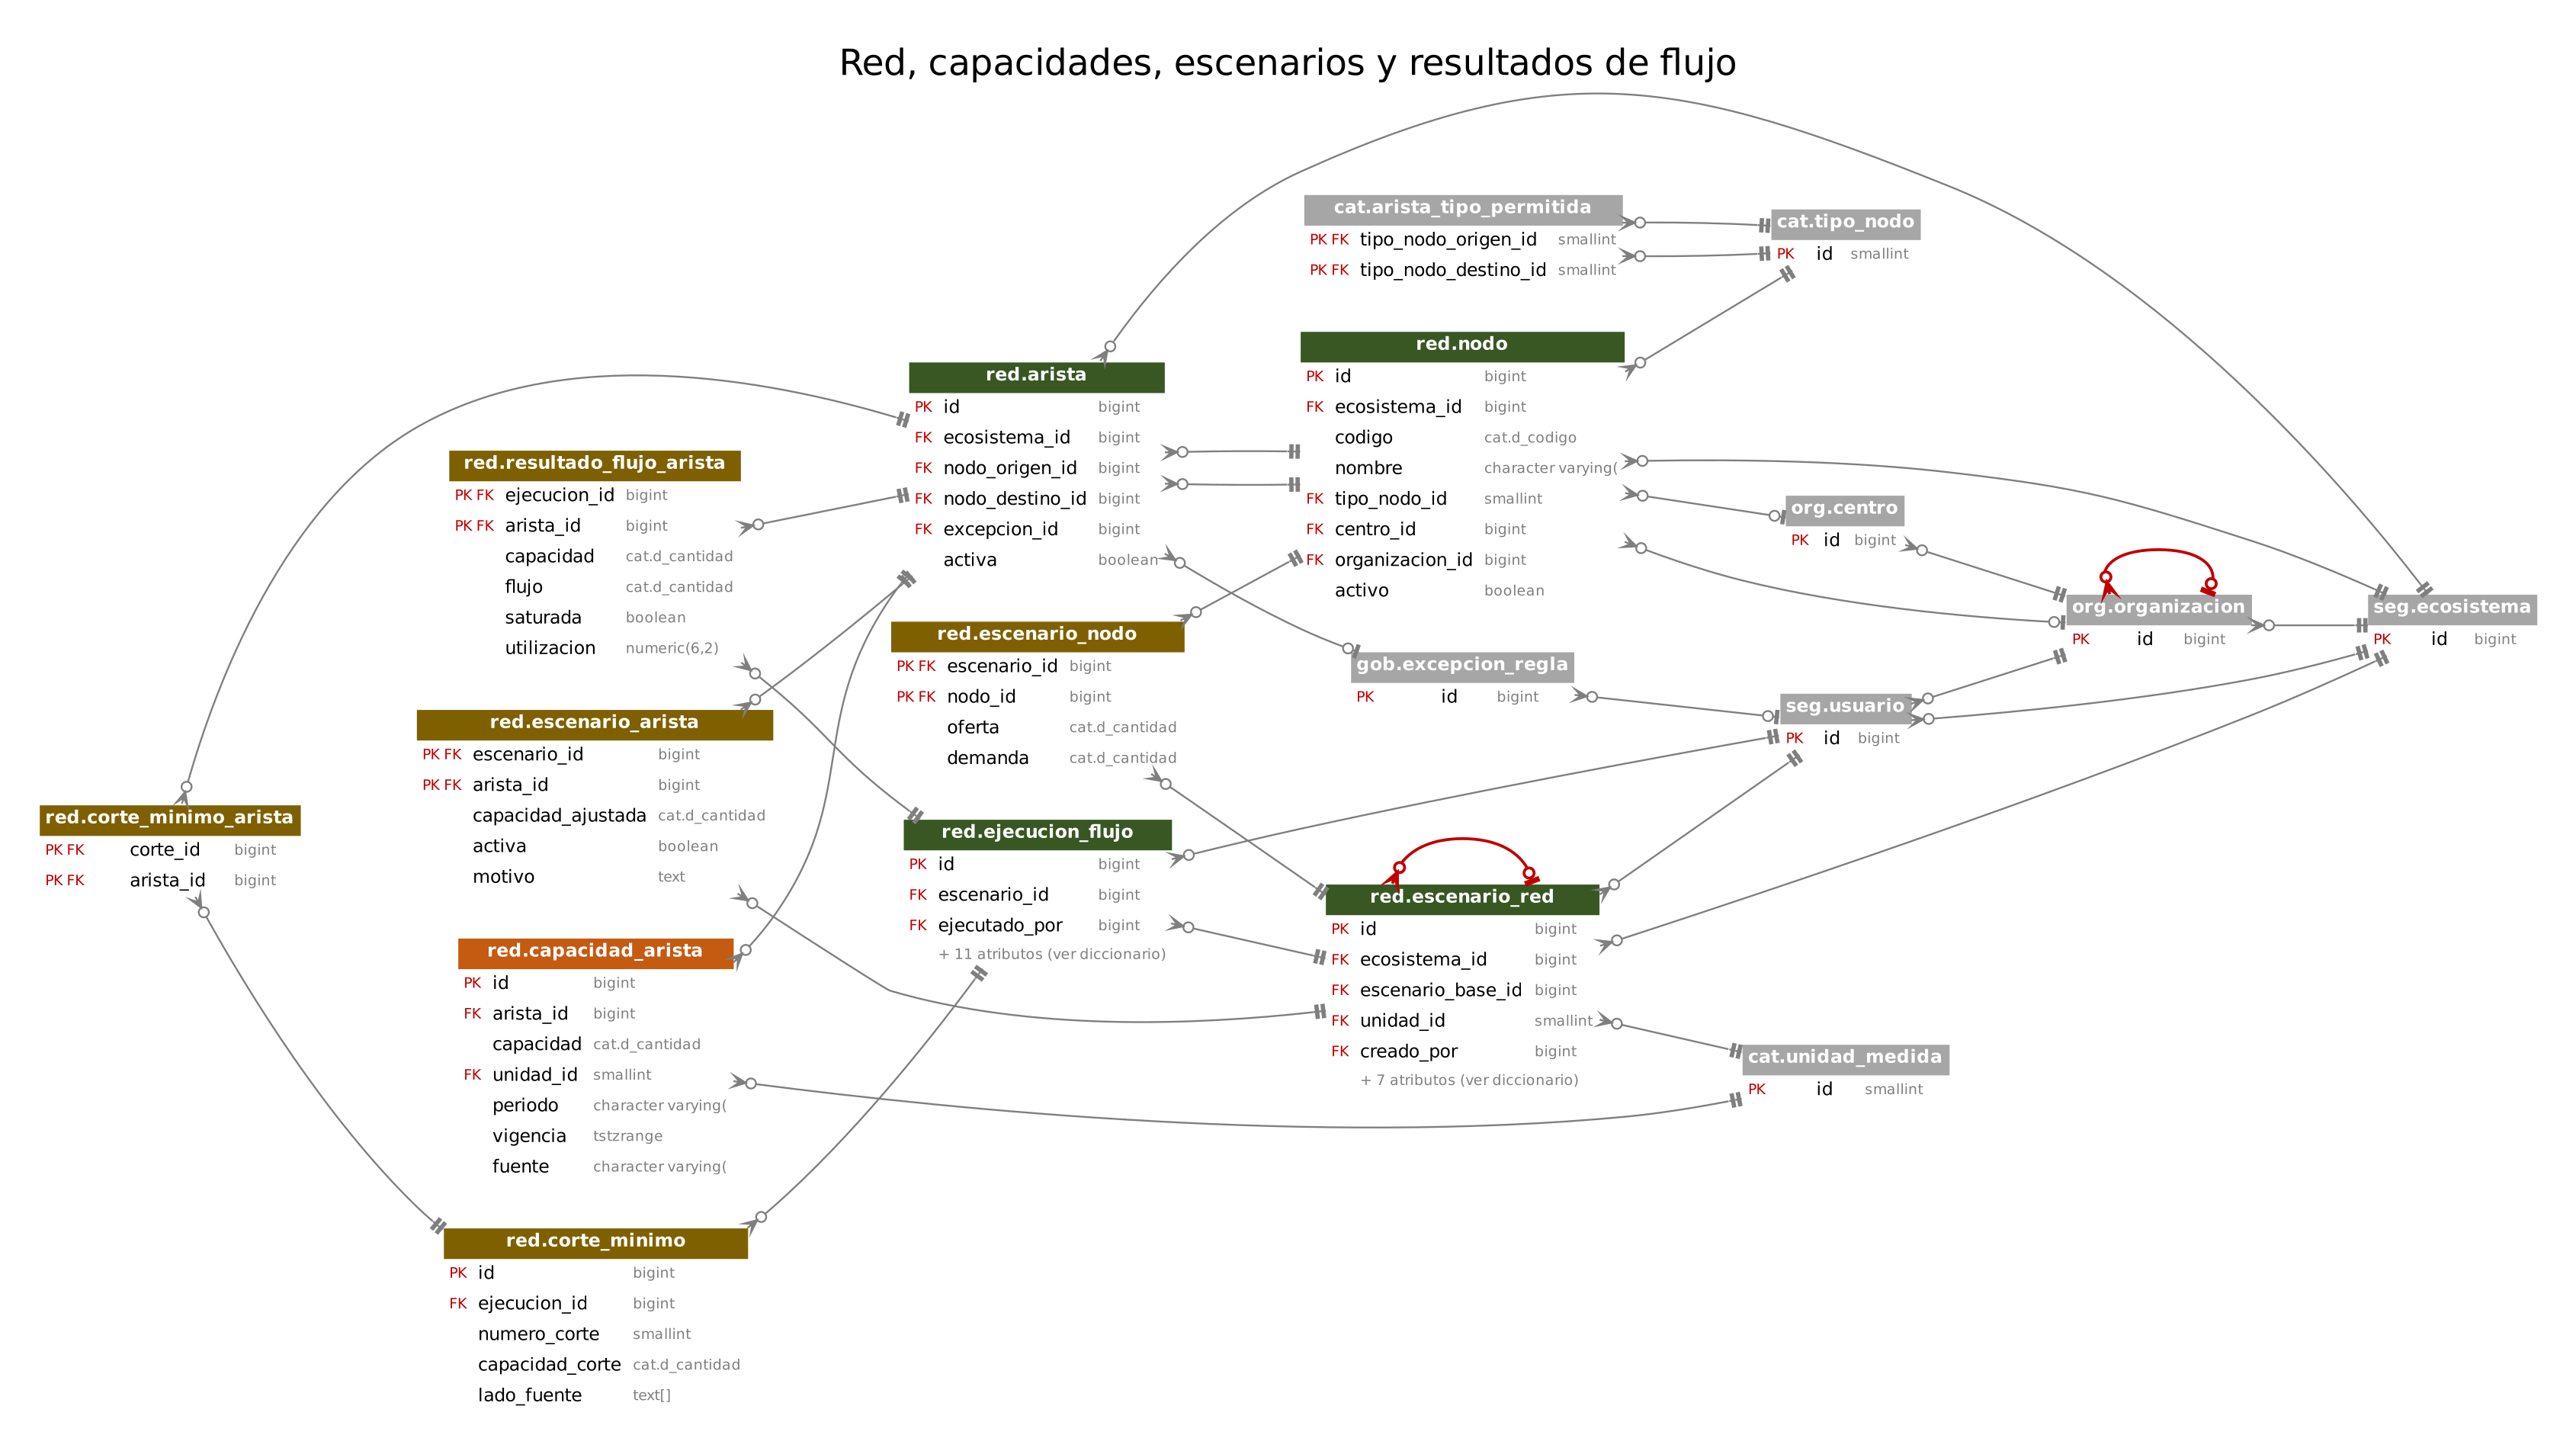 Red, capacidades, escenarios y resultados de flujo
cat.arista_tipo_permitida
PK FK tipo_nodo_origen_id smallint
PK FK tipo_nodo_destino_id smallint
cat.tipo_nodo
PK id smallint
red.nodo
PK id bigint
FK ecosistema_id bigint
codigo cat.d_codigo
nombre character varying(
FK tipo_nodo_id smallint
FK centro_id bigint
FK organizacion_id bigint
activo boolean
red.arista
PK id bigint
FK ecosistema_id bigint
FK nodo_origen_id bigint
FK nodo_destino_id bigint
FK excepcion_id bigint
activa boolean
red.resultado_flujo_arista
PK FK ejecucion_id bigint
PK FK arista_id bigint
capacidad cat.d_cantidad
flujo cat.d_cantidad
saturada boolean
utilizacion numeric(6,2)
org.centro
PK id bigint
org.organizacion
PK id bigint
seg.ecosistema
PK id bigint
red.escenario_nodo
PK FK escenario_id bigint
PK FK nodo_id bigint
oferta cat.d_cantidad
demanda cat.d_cantidad
gob.excepcion_regla
PK id bigint
seg.usuario
PK id bigint
red.escenario_arista
PK FK escenario_id bigint
PK FK arista_id bigint
capacidad_ajustada cat.d_cantidad
activa boolean
motivo text
red.corte_minimo_arista
PK FK corte_id bigint
PK FK arista_id bigint
red.ejecucion_flujo
PK id bigint
FK escenario_id bigint
FK ejecutado_por bigint
+ 11 atributos (ver diccionario)
red.escenario_red
PK id bigint
FK ecosistema_id bigint
FK escenario_base_id bigint
FK unidad_id smallint
FK creado_por bigint
+ 7 atributos (ver diccionario)
red.capacidad_arista
PK id bigint
FK arista_id bigint
capacidad cat.d_cantidad
FK unidad_id smallint
periodo character varying(
vigencia tstzrange
fuente character varying(
cat.unidad_medida
PK id smallint
red.corte_minimo
PK id bigint
FK ejecucion_id bigint
numero_corte smallint
capacidad_corte cat.d_cantidad
lado_fuente text[]